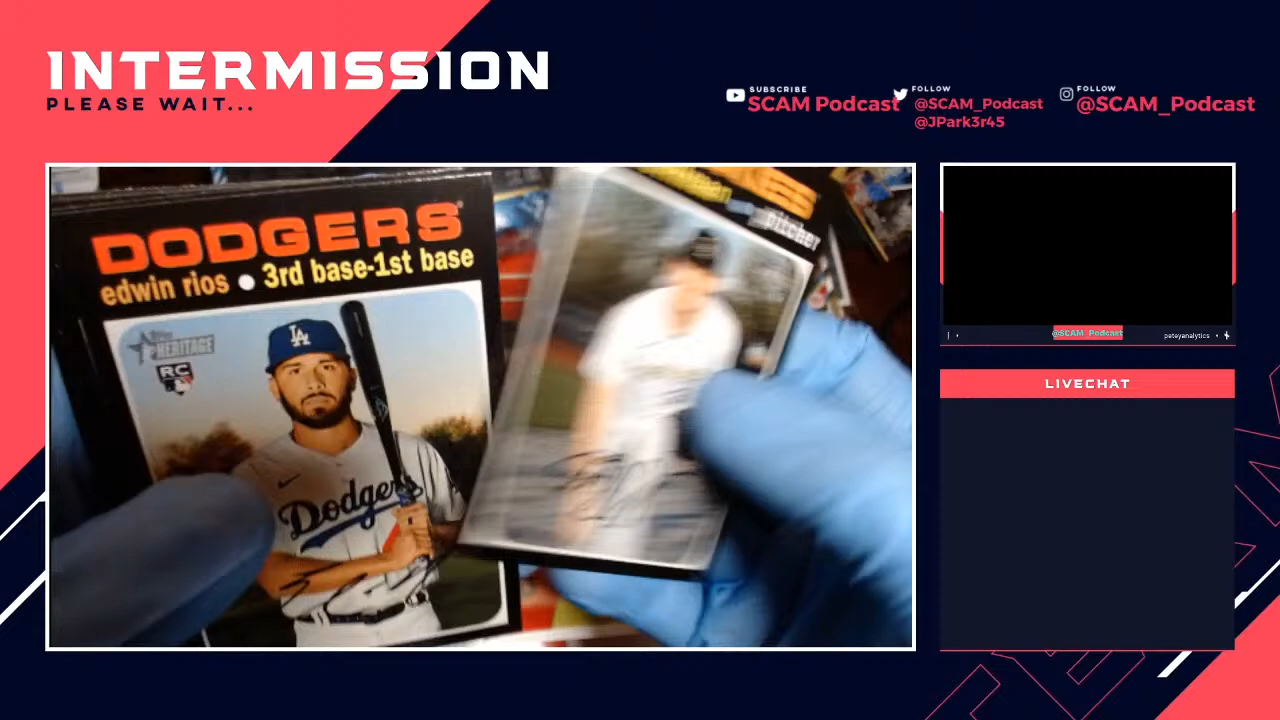 INTERMISSION
PLEASE WAIT...
SUBSCRIBE
SCAM Podcast
FOLLOW
@SCAM_Podcast
@JPark3r45
FOLLOW
@SCAM_Podcast
DODGERS
edwin rios • 3rd base-1st base
Topps
HERITAGE
RC
LA
Dodgers
pitcher
@SCAM_Podcast
peteyanalytics
LIVECHAT